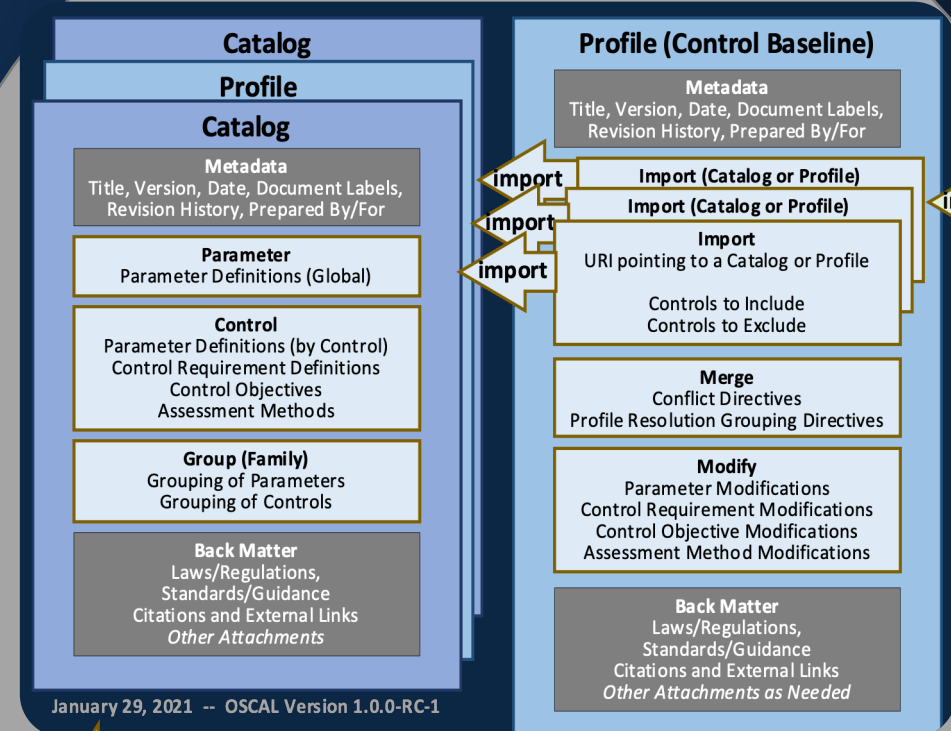 Catalog
Profile
Catalog
Metadata
Title, Version, Date, Document Labels,
Revision History, Prepared By/For
Parameter
Parameter Definitions (Global)
Control
Parameter Definitions (by Control)
Control Requirement Definitions
Control Objectives
Assessment Methods
Group (Family)
Grouping of Parameters
Grouping of Controls
Back Matter
Laws/Regulations,
Standards/Guidance
Citations and External Links
Other Attachments
January 29, 2021 -- OSCAL Version 1.0.0-RC-1
import
import
import
Profile (Control Baseline)
Metadata
Title, Version, Date, Document Labels,
Revision History, Prepared By/For
Import (Catalog or Profile)
Import (Catalog or Profile)
Import
URI pointing to a Catalog or Profile
Controls to Include
Controls to Exclude
Merge
Conflict Directives
Profile Resolution Grouping Directives
Modify
Parameter Modifications
Control Requirement Modifications
Control Objective Modifications
Assessment Method Modifications
Back Matter
Laws/Regulations,
Standards/Guidance
Citations and External Links
Other Attachments as Needed